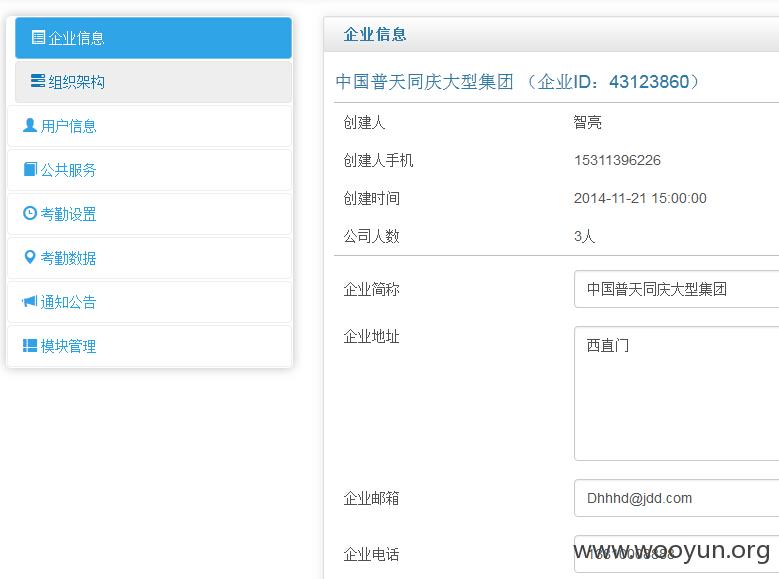 企业信息
组织架构
用户信息
公共服务
考勤设置
考勤数据
通知公告
模块管理
企业信息
中国普天同庆大型集团 （企业ID：43123860）
创建人 智亮
创建人手机 15311396226
创建时间 2014-11-21 15:00:00
公司人数 3人
企业简称 中国普天同庆大型集团
企业地址 西直门
企业邮箱 Dhhhd@jdd.com
企业电话
www.wooyun.org